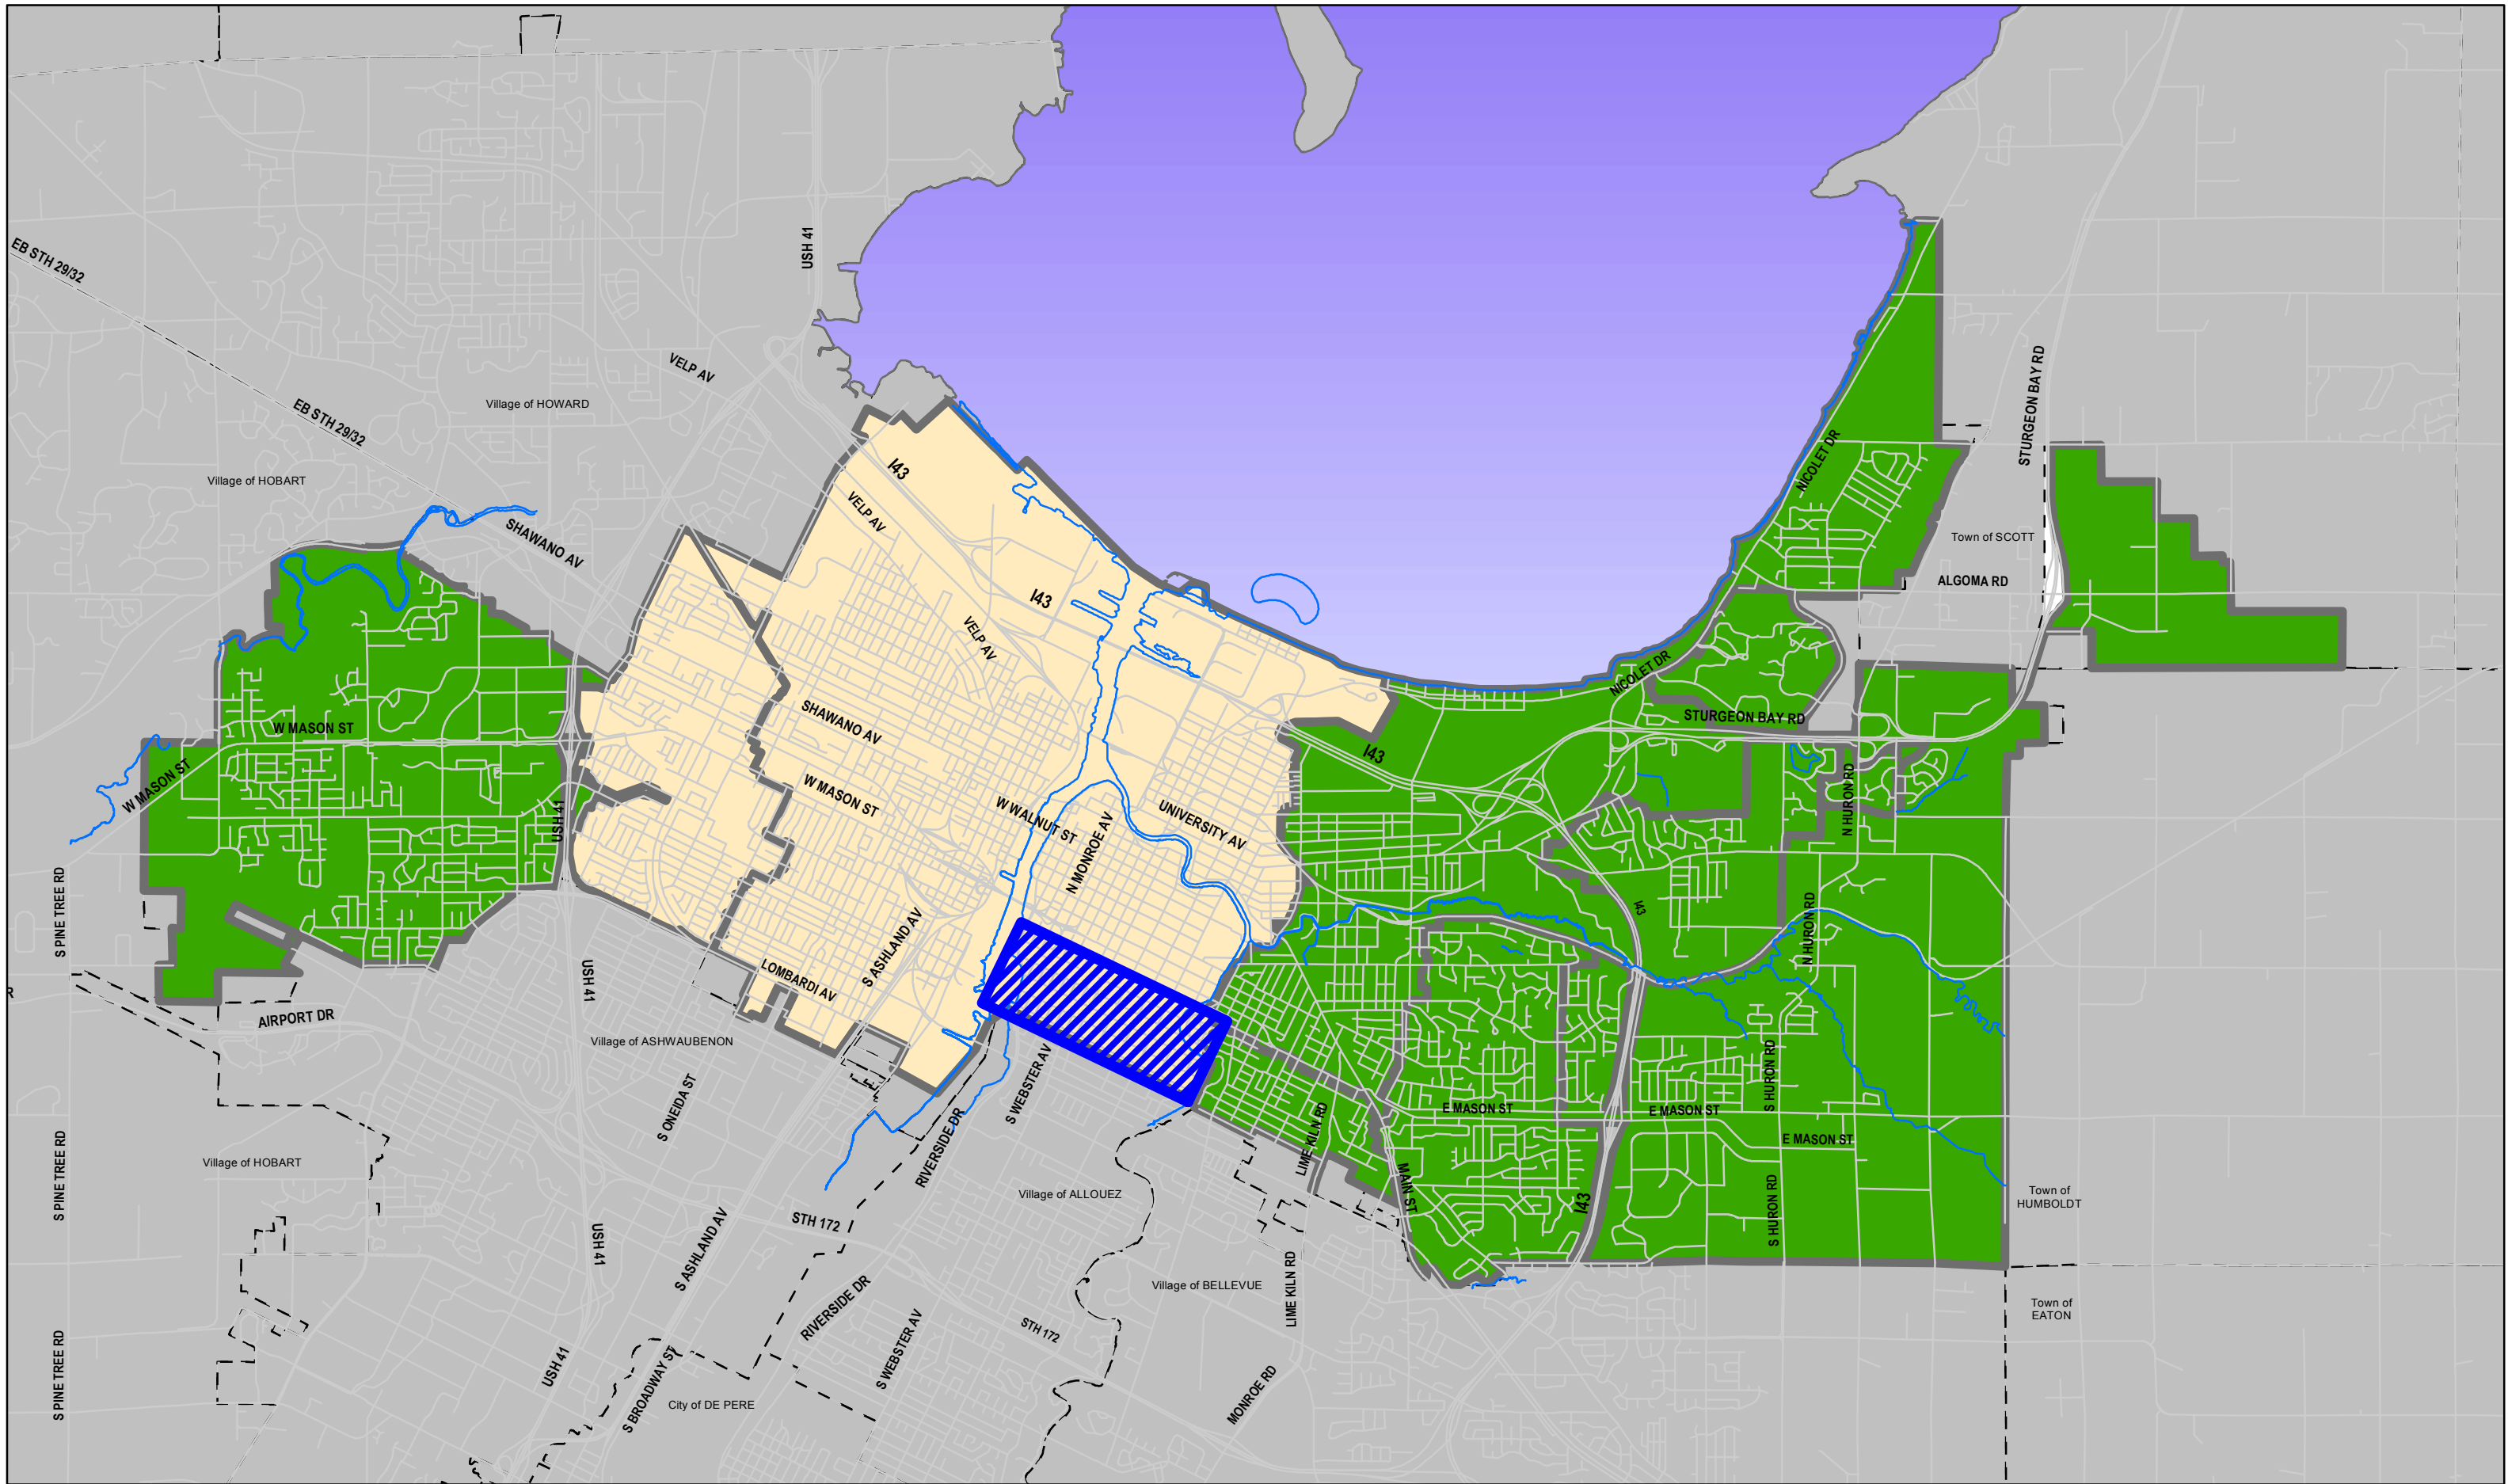 USH 41
EB STH 29/32
VELP AV
STURGEON BAY RD
EB STH 29/32
Village of HOWARD
NICOLET DR
I43
Village of HOBART
VELP AV
SHAWANO AV
Town of SCOTT
ALGOMA RD
I43
VELP AV
NICOLET DR
SHAWANO AV
STURGEON BAY RD
W MASON ST
I43
W MASON ST
W MASON ST
N HURON RD
W WALNUT ST
UNIVERSITY AV
USH 41
N MONROE AV
S PINE TREE RD
I43
N HURON RD
S ASHLAND AV
LOMBARDI AV
USH 41
R
AIRPORT DR
Village of ASHWAUBENON
S WEBSTER AV
S HURON RD
S ONEIDA ST
E MASON ST
E MASON ST
E MASON ST
LIME KILN RD
RIVERSIDE DR
Village of HOBART
S PINE TREE RD
MAIN ST
Village of ALLOUEZ
I43
S HURON RD
Town of
HUMBOLDT
STH 172
USH 41
S ASHLAND AV
Village of BELLEVUE
LIME KILN RD
RIVERSIDE DR
Town of
EATON
STH 172
S WEBSTER AV
S PINE TREE RD
USH 41
S BROADWAY ST
City of DE PERE
MONROE RD